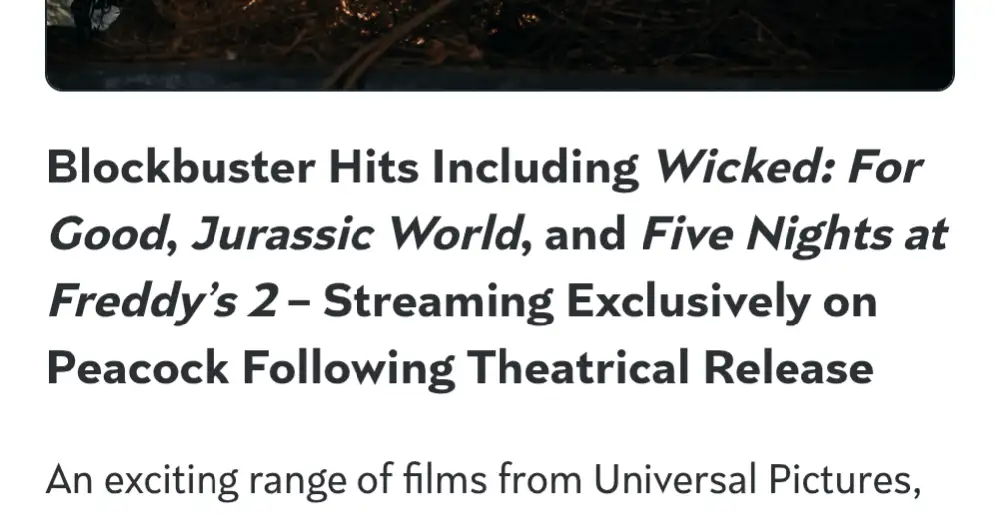 Blockbuster Hits Including Wicked: For
Good, Jurassic World, and Five Nights at
Freddy’s 2 – Streaming Exclusively on
Peacock Following Theatrical Release
An exciting range of films from Universal Pictures,